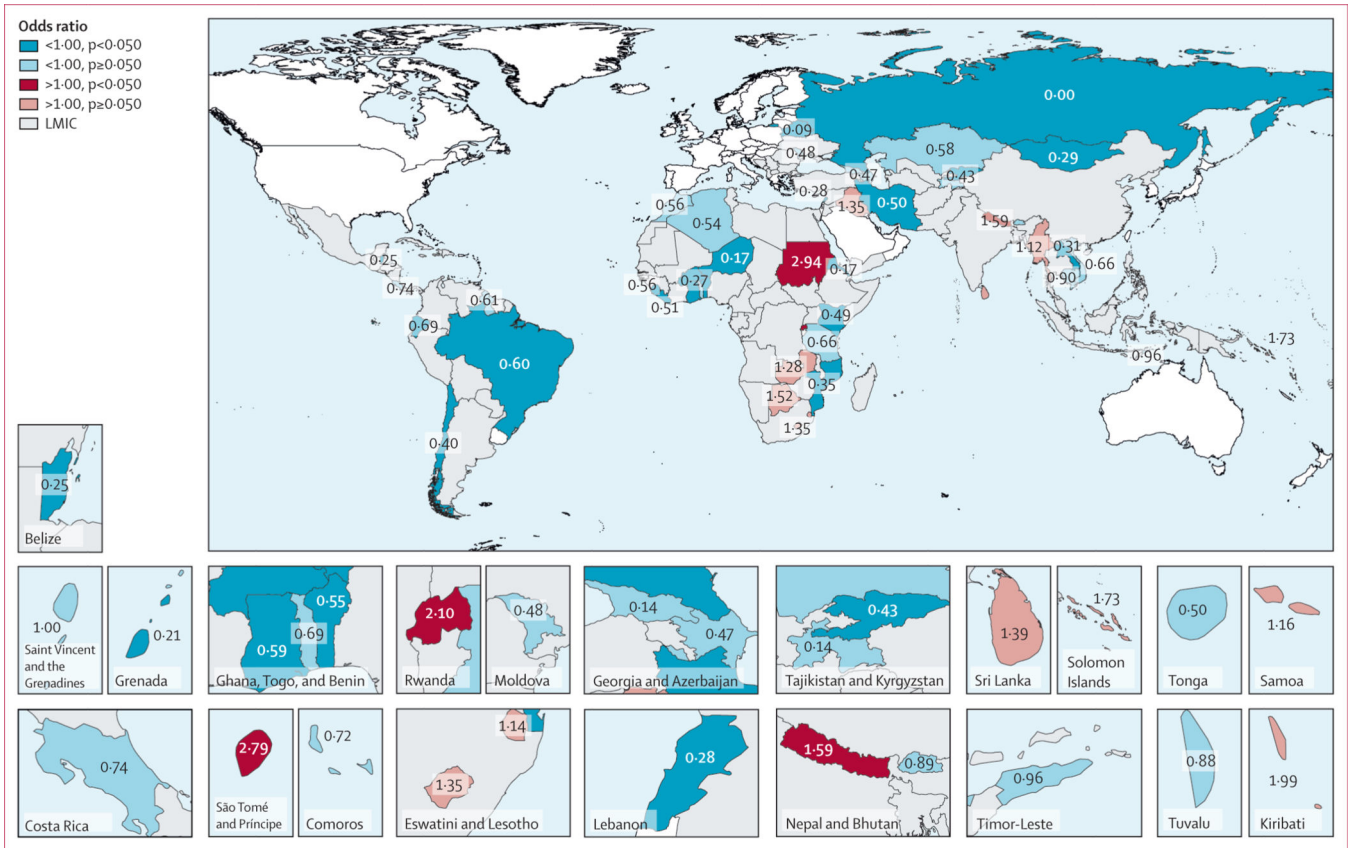 Odds ratio
<1·00, p<0·050
<1·00, p≥0·050
>1·00, p<0·050
>1·00, p≥0·050
LMIC
0·00
0·09
0·48
0·58
0·29
0·47
0·43
0·28
0·50
0·56
1·35
0·54
1·59
0·25
0·17
2·94
1·12
0·31
0·17
0·66
0·74
0·56
0·27
0·90
0·61
0·51
0·49
0·69
0·66
1·73
0·60
1·28
0·96
0·35
1·52
1·35
0·40
0·25
Belize
1·00
Saint Vincent
and the
Grenadines
0·21
Grenada
0·55
0·69
0·59
Ghana, Togo, and Benin
2·10
Rwanda
0·48
Moldova
0·14
0·47
Georgia and Azerbaijan
0·43
0·14
Tajikistan and Kyrgyzstan
1·39
Sri Lanka
1·73
Solomon
Islands
0·50
Tonga
1·16
Samoa
0·74
Costa Rica
2·79
São Tomé
and Príncipe
0·72
Comoros
1·14
1·35
Eswatini and Lesotho
0·28
Lebanon
1·59
0·89
Nepal and Bhutan
0·96
Timor-Leste
0·88
Tuvalu
1·99
Kiribati